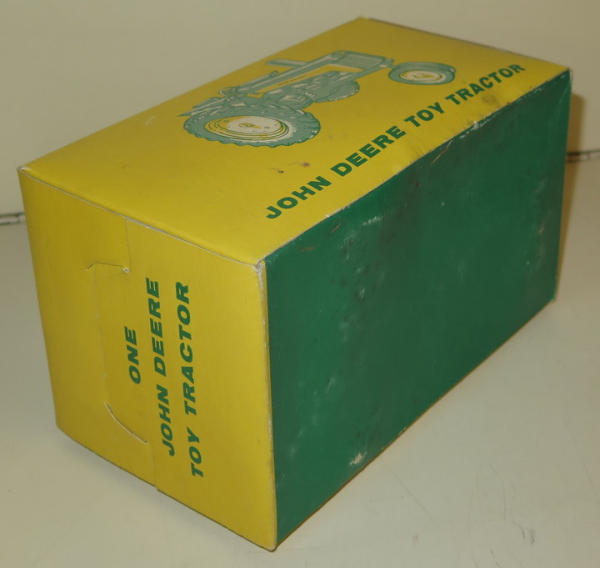 JOHN DEERE TOY TRACTOR
ONE
JOHN DEERE
TOY TRACTOR